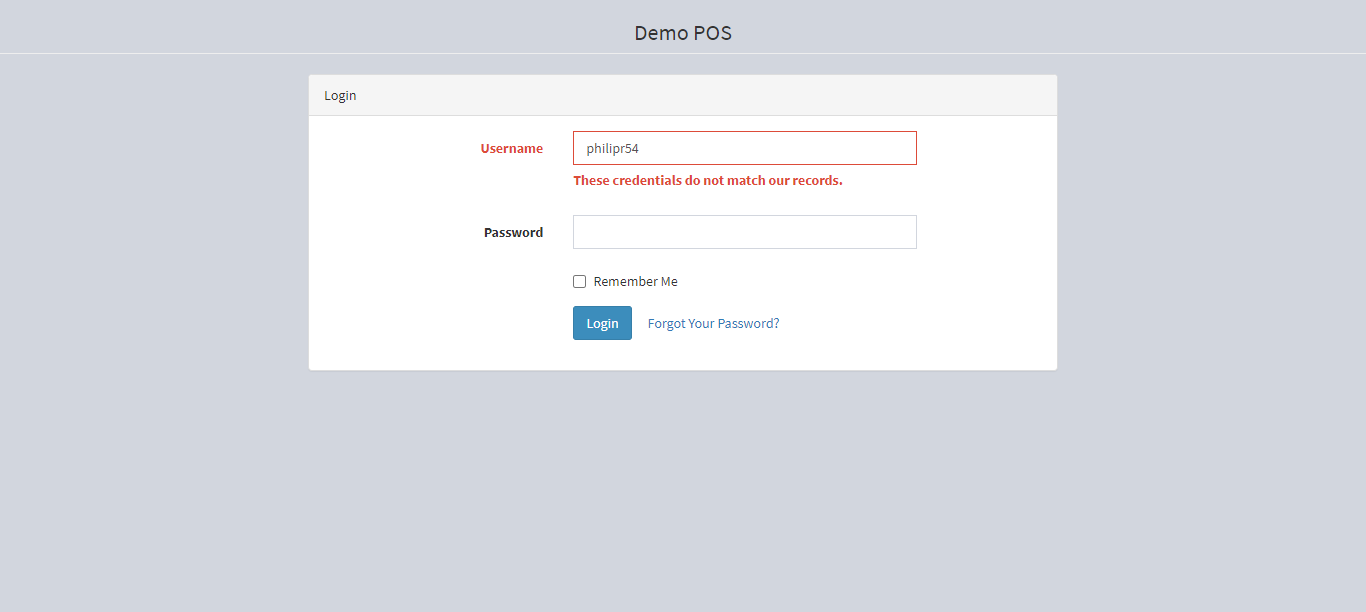 Demo POS
Login
Username
philipr54
These credentials do not match our records.
Password
Remember Me
Login Forgot Your Password?